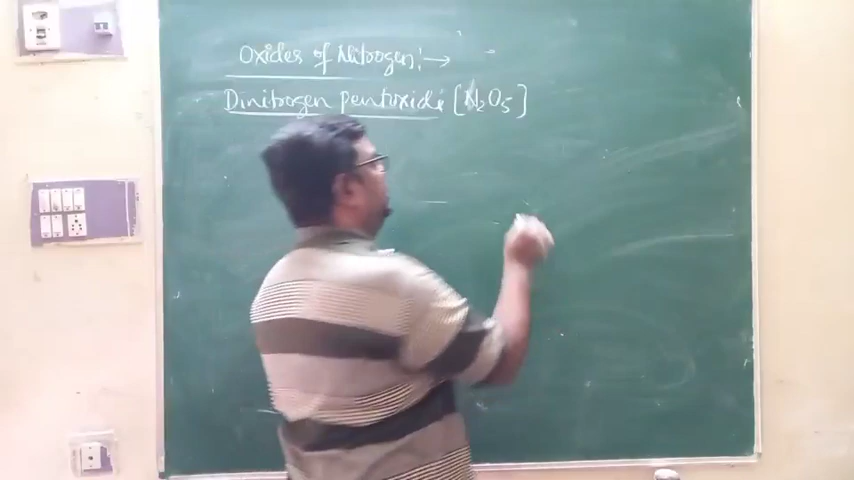 Oxides of Nitrogen:→
Dinitrogen pentoxide [N₂O₅]